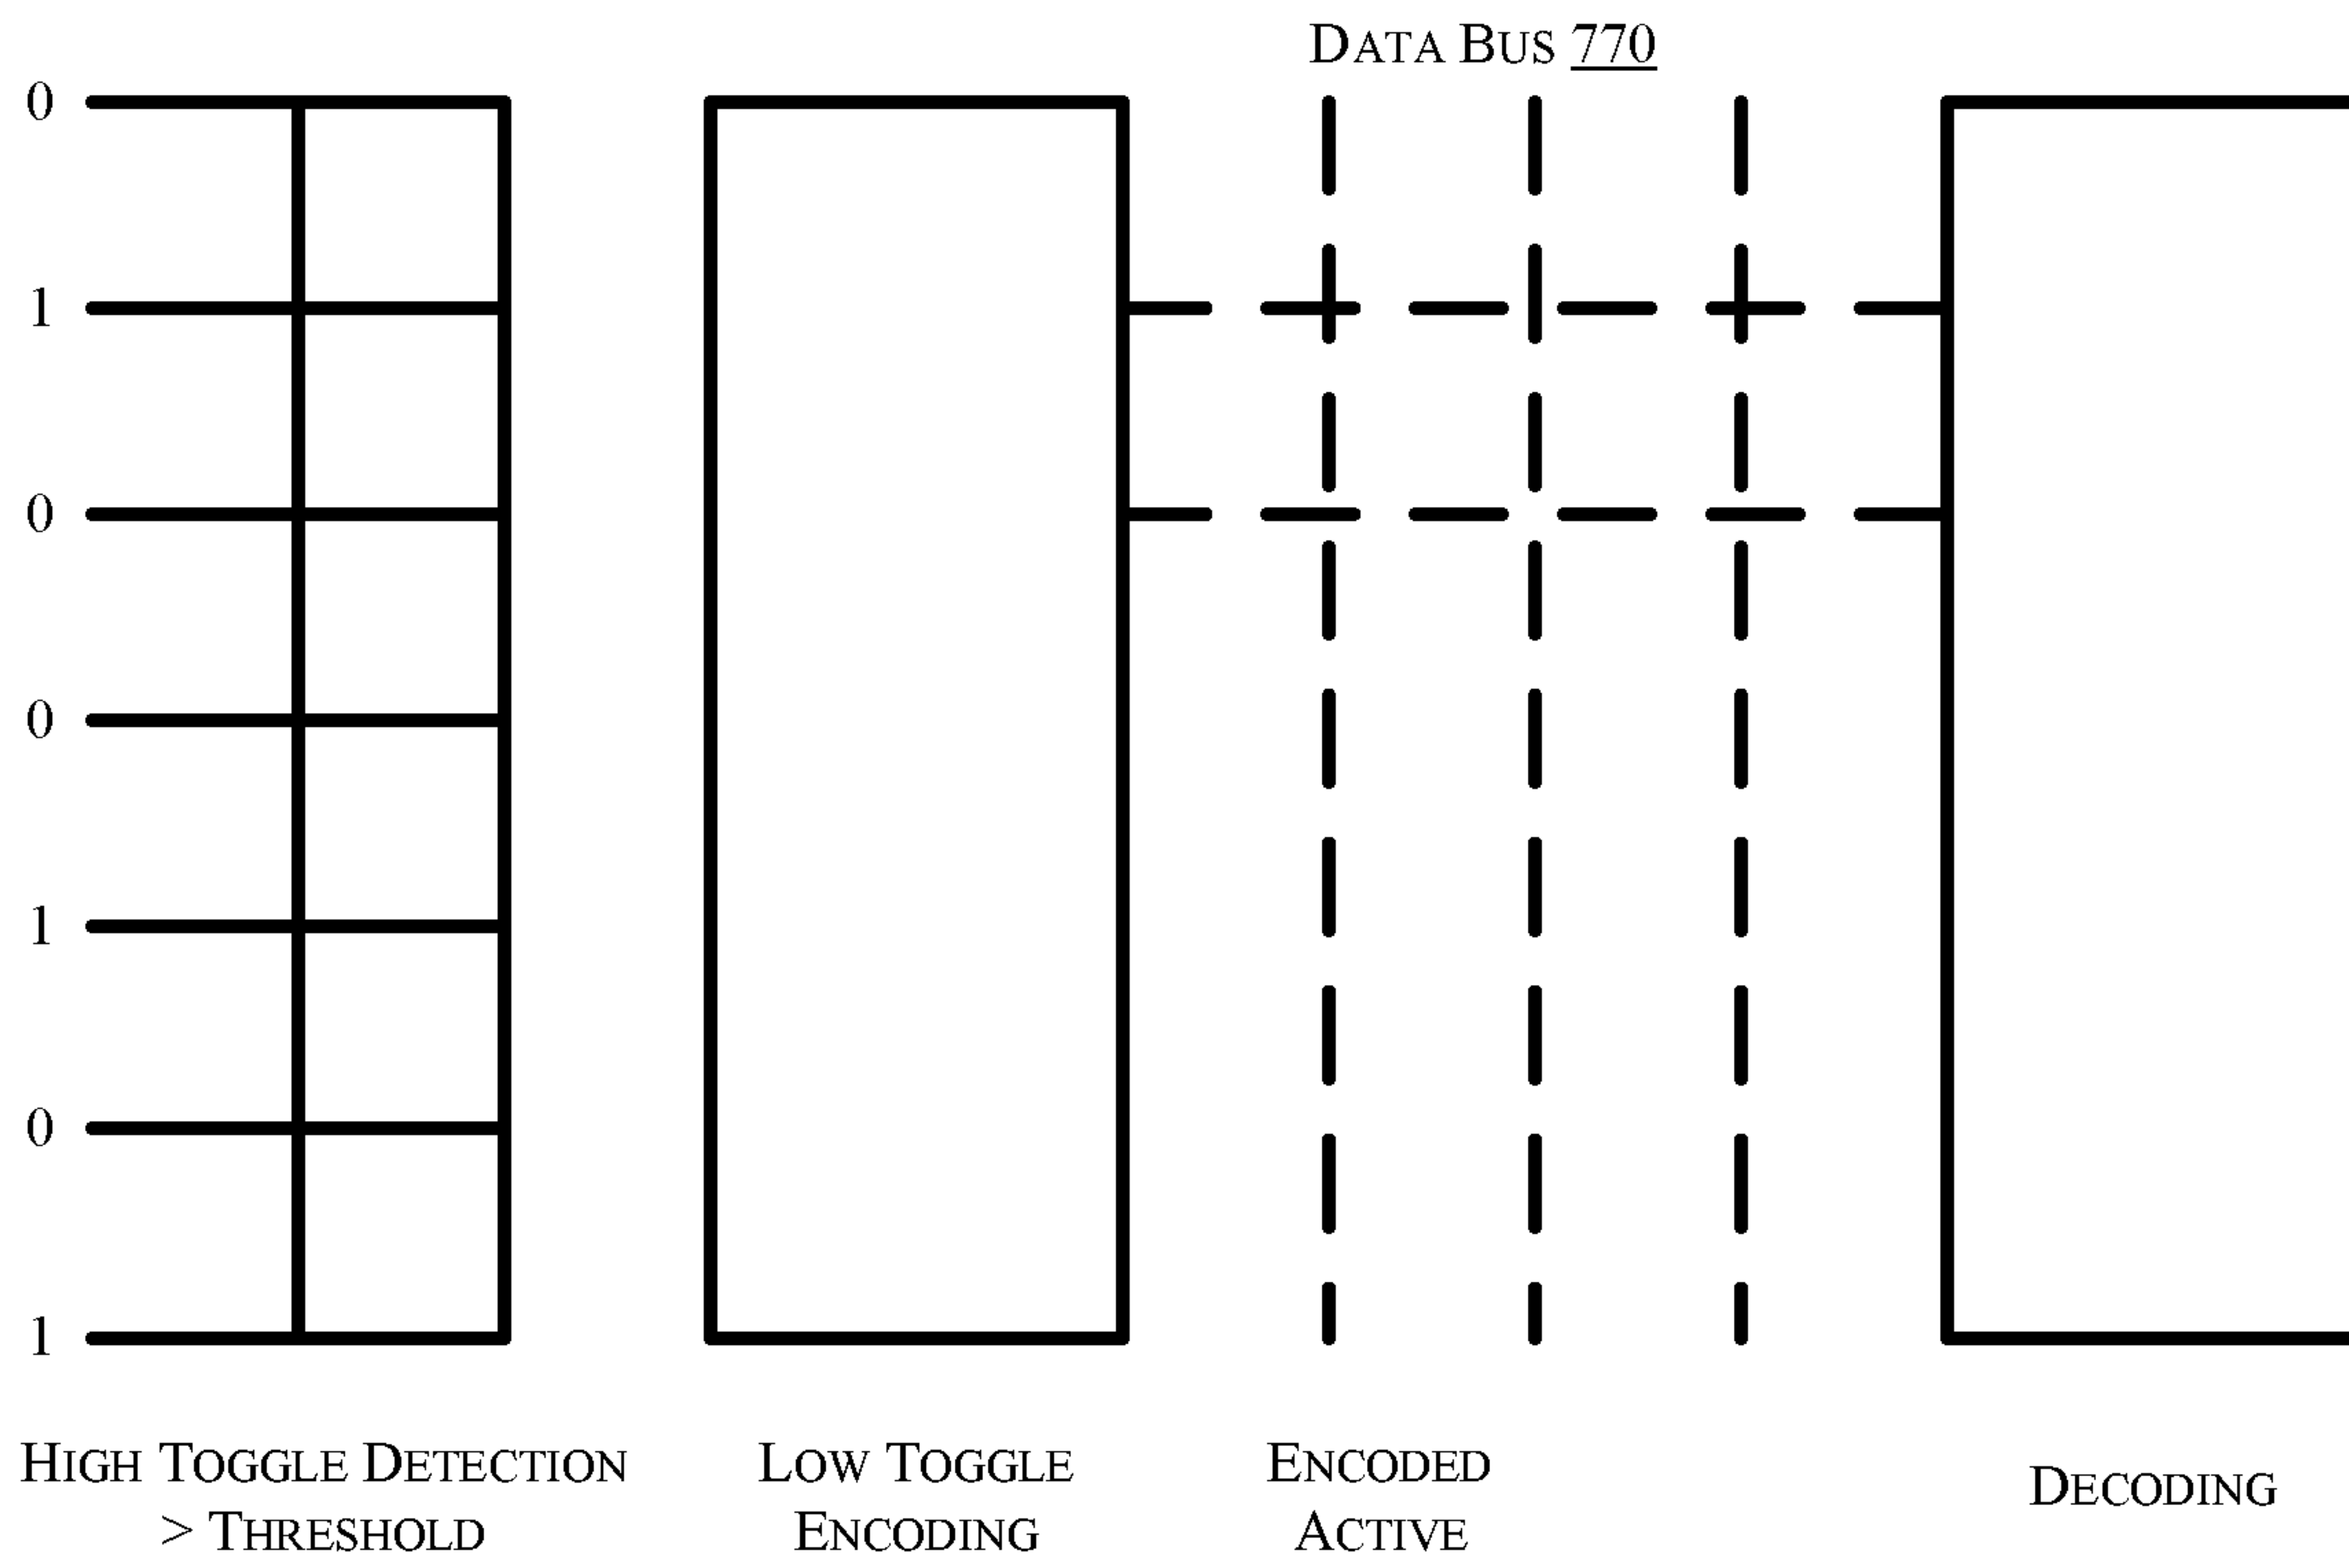 DATA BUS 770
0
1
0
0
1
0
1
HIGH TOGGLE DETECTION
> THRESHOLD
LOW TOGGLE
ENCODING
ENCODED
ACTIVE
DECODING